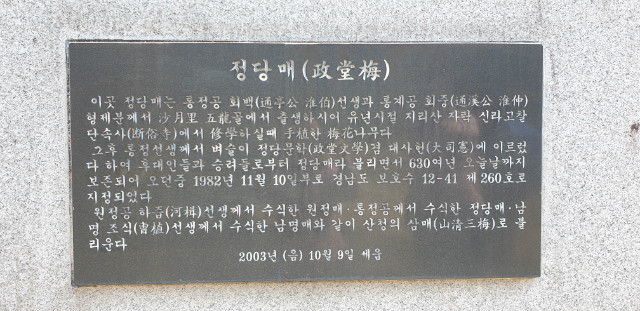 정당매(政堂梅)
이곳 정당매는 통정공 회백(通亭公 淮伯)선생과 통계공 회중(通溪公 淮仲)
형제분께서 沙月里 五龍골에서 출생하시어 유년시절 지리산 자락 신라고찰
단속사(断俗寺)에서 修學하실때 手植한 梅花나무다
그후 통정선생께서 벼슬이 정당문학(政堂文學)겸 대사헌(大司憲)에 이르렀
다 하여 후대인들과 승려들로부터 정당매라 불리면서 630여년 오늘날까지
보존되어 오던중 1982년 11월 10일부로 경남도 보호수 12-41 제260호로
지정되었다
원정공 하즙(河楫)선생께서 수식한 원정매·통정공께서 수식한 정당매·남
명 조식(曺植)선생께서 수식한 남명매와 같이 산청의 삼매(山淸三梅)로 불
리운다
2003년 (음) 10월 9일 세움